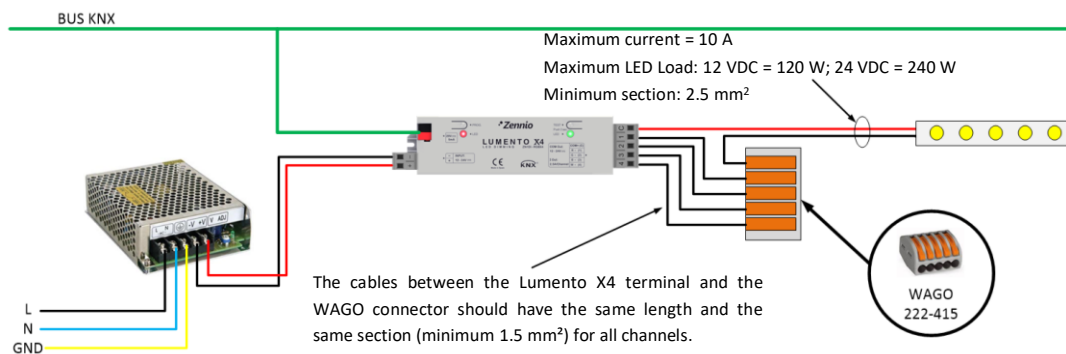 BUS KNX
Maximum current = 10 A
Maximum LED Load: 12 VDC = 120 W; 24 VDC = 240 W
Minimum section: 2.5 mm²
Zennio
LUMENTO X4
CE
KNX
-V +V V ADJ
The cables between the Lumento X4 terminal and the
WAGO connector should have the same length and the
same section (minimum 1.5 mm²) for all channels.
WAGO
222-415
L
N
GND